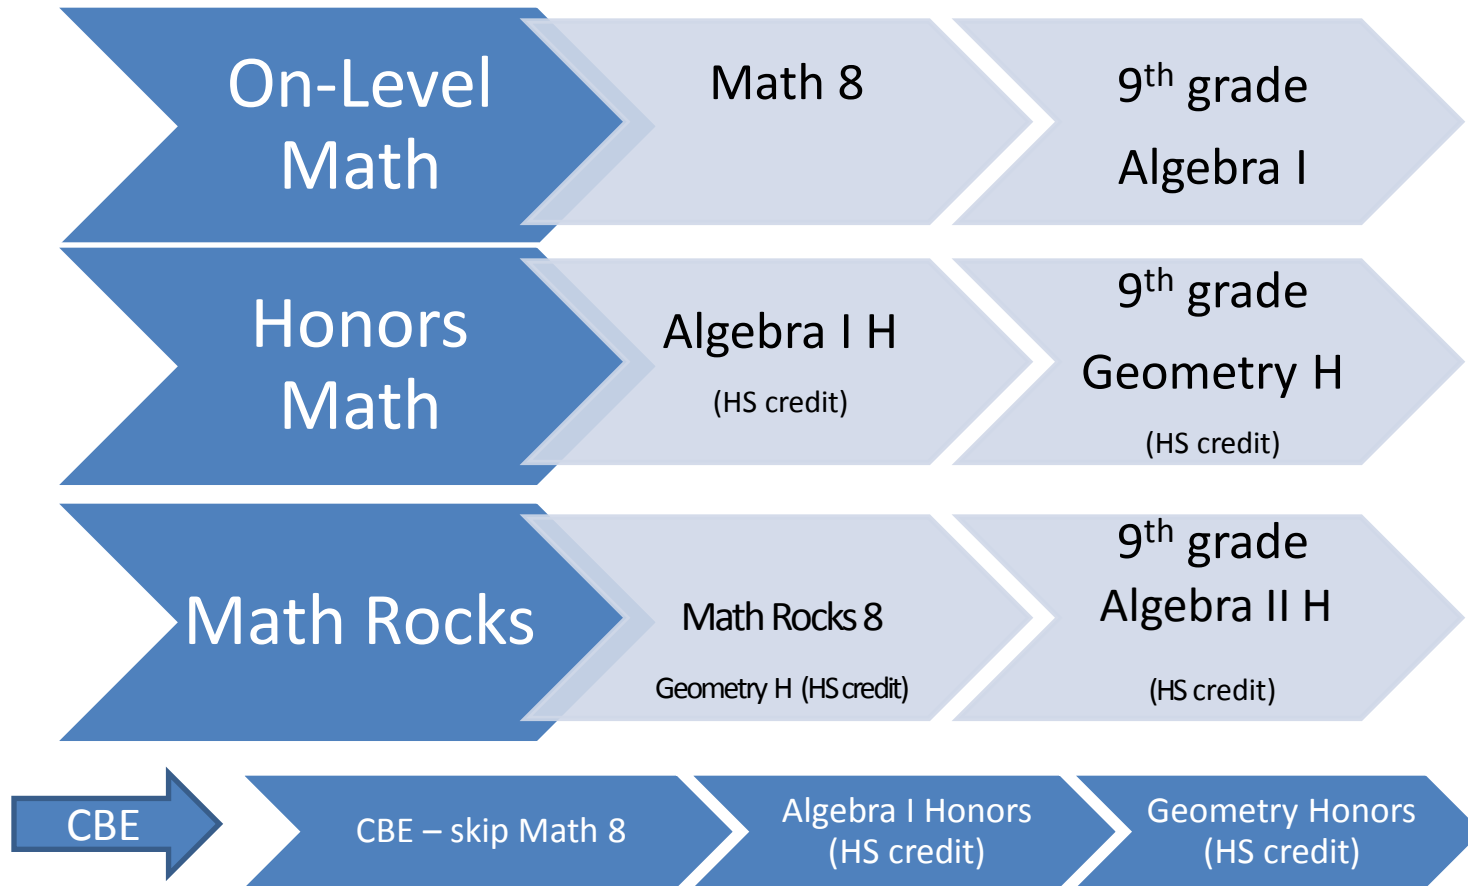 On-Level
Math
Math 8
9th grade
Algebra I
Honors
Math
Algebra I H
(HS credit)
9th grade
Geometry H
(HS credit)
Math Rocks
Math Rocks 8
Geometry H (HS credit)
9th grade
Algebra II H
(HS credit)
CBE
CBE – skip Math 8
Algebra I Honors
(HS credit)
Geometry Honors
(HS credit)